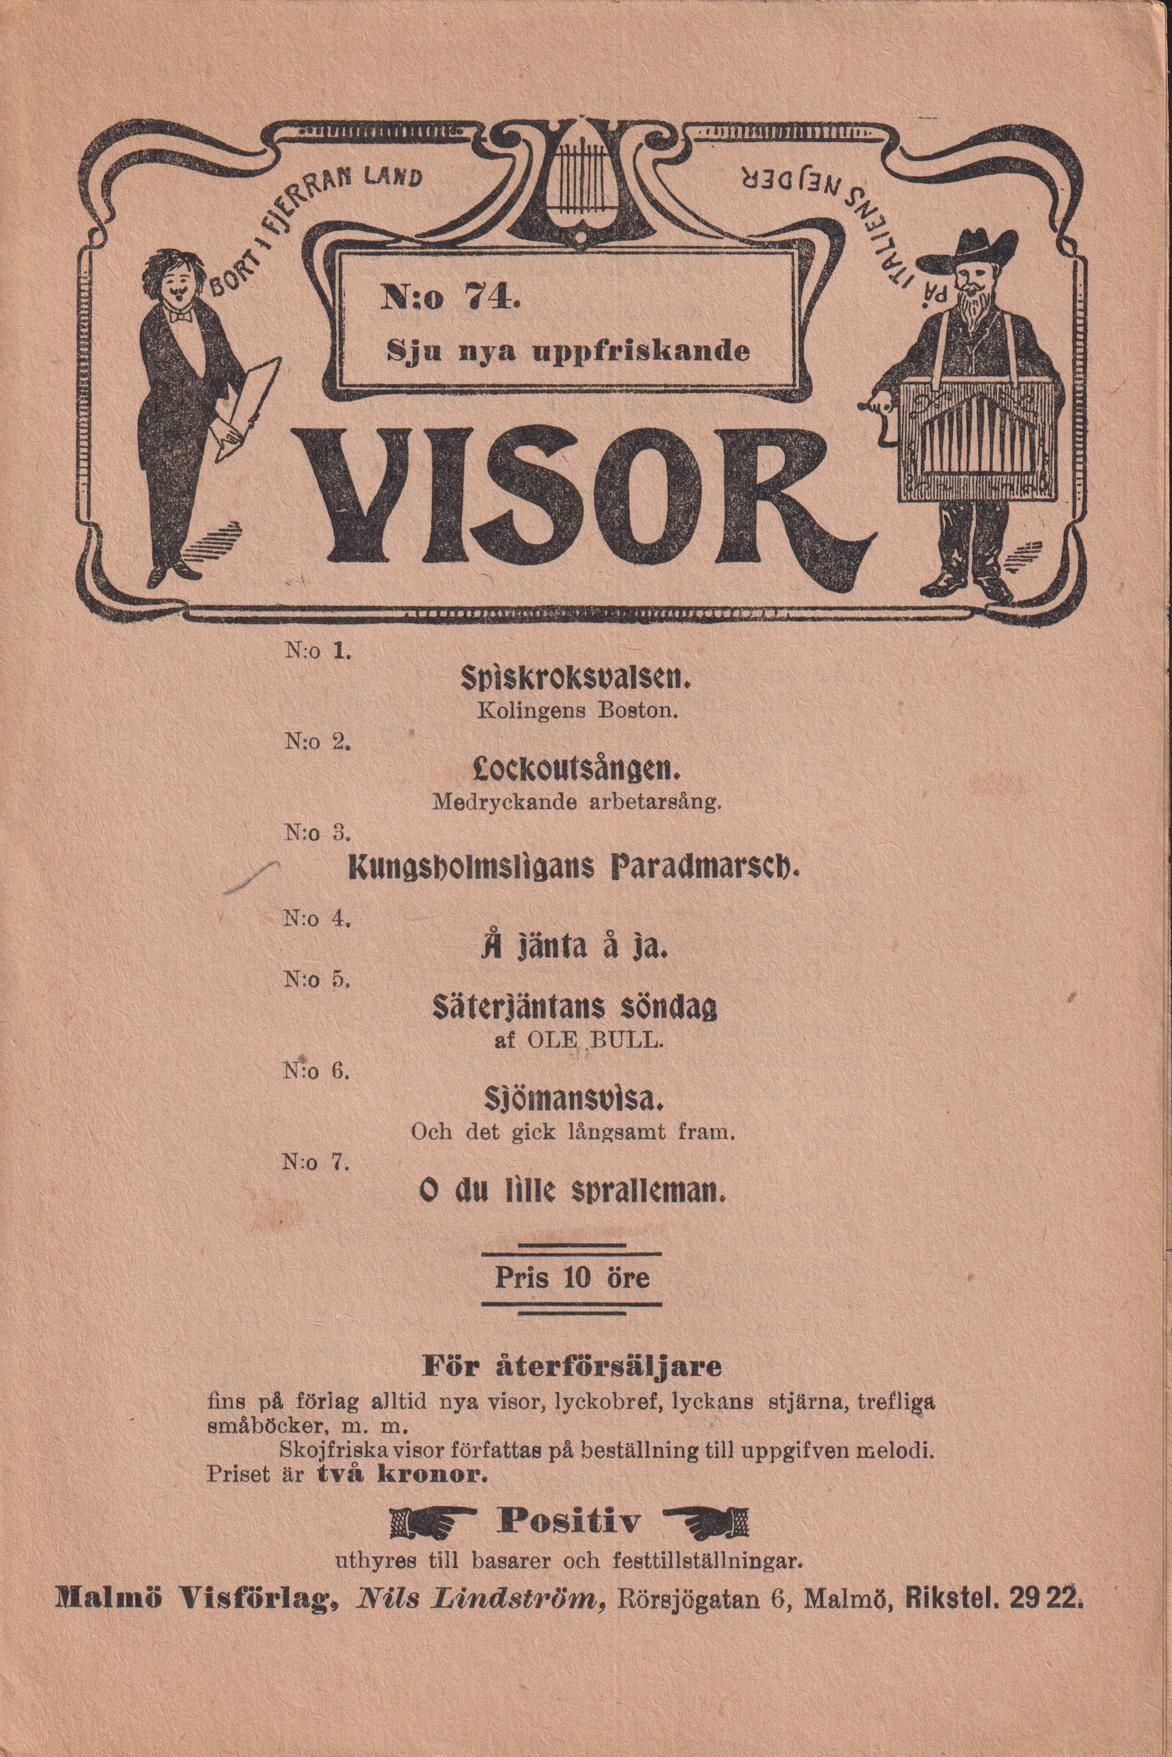 BORT I FJERRAN LAND
PÅ ITALIENS NEJDER
N:o 74.
Sju nya uppfriskande
VISOR
N:o 1.
Spiskroksvalsen.
Kolingens Boston.
N:o 2.
Lockoutsången.
Medryckande arbetarsång.
N:o 3.
Kungsholmsligans Paradmarsch.
N:o 4.
Å jänta å ja.
N:o 5.
Säterjäntans söndag
af OLE BULL.
N:o 6.
Sjömansvisa.
Och det gick långsamt fram.
N:o 7.
O du lille spralleman.
Pris 10 öre
För återförsäljare
fins på förlag alltid nya visor, lyckobref, lyckans stjärna, trefliga
småböcker, m. m.
Skojfriska visor författas på beställning till uppgifven melodi.
Priset är två kronor.
Positiv
uthyres till basarer och festtillställningar.
Malmö Visförlag, Nils Lindström, Rörsjögatan 6, Malmö, Rikstel. 29 22.